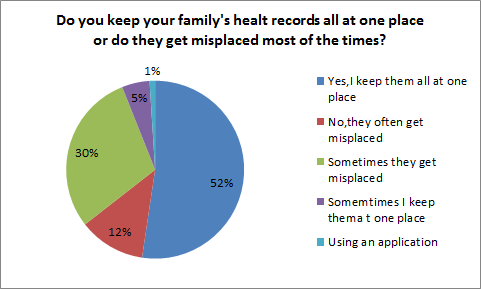 Do you keep your family's healt records all at one place
or do they get misplaced most of the times?
1%
5%
30%
52%
12%
Yes,I keep them all at one
place
No,they often get
misplaced
Sometimes they get
misplaced
Somemtimes I keep
thema t one place
Using an application